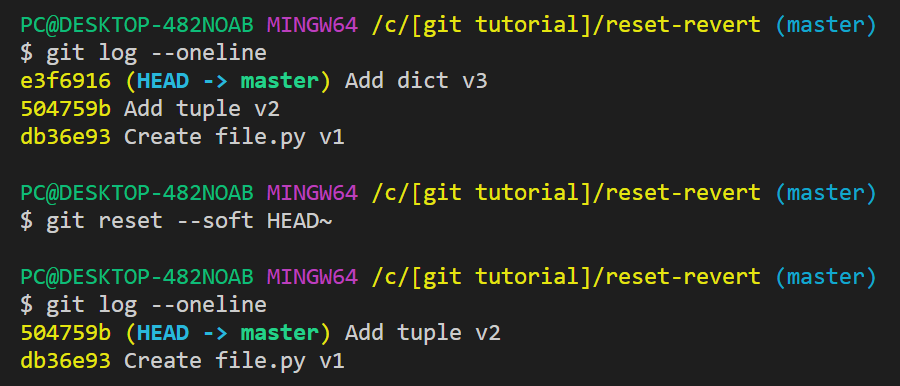 PC@DESKTOP-482NOAB MINGW64 /c/[git tutorial]/reset-revert (master)
$ git log --oneline
e3f6916 (HEAD -> master) Add dict v3
504759b Add tuple v2
db36e93 Create file.py v1
PC@DESKTOP-482NOAB MINGW64 /c/[git tutorial]/reset-revert (master)
$ git reset --soft HEAD~
PC@DESKTOP-482NOAB MINGW64 /c/[git tutorial]/reset-revert (master)
$ git log --oneline
504759b (HEAD -> master) Add tuple v2
db36e93 Create file.py v1